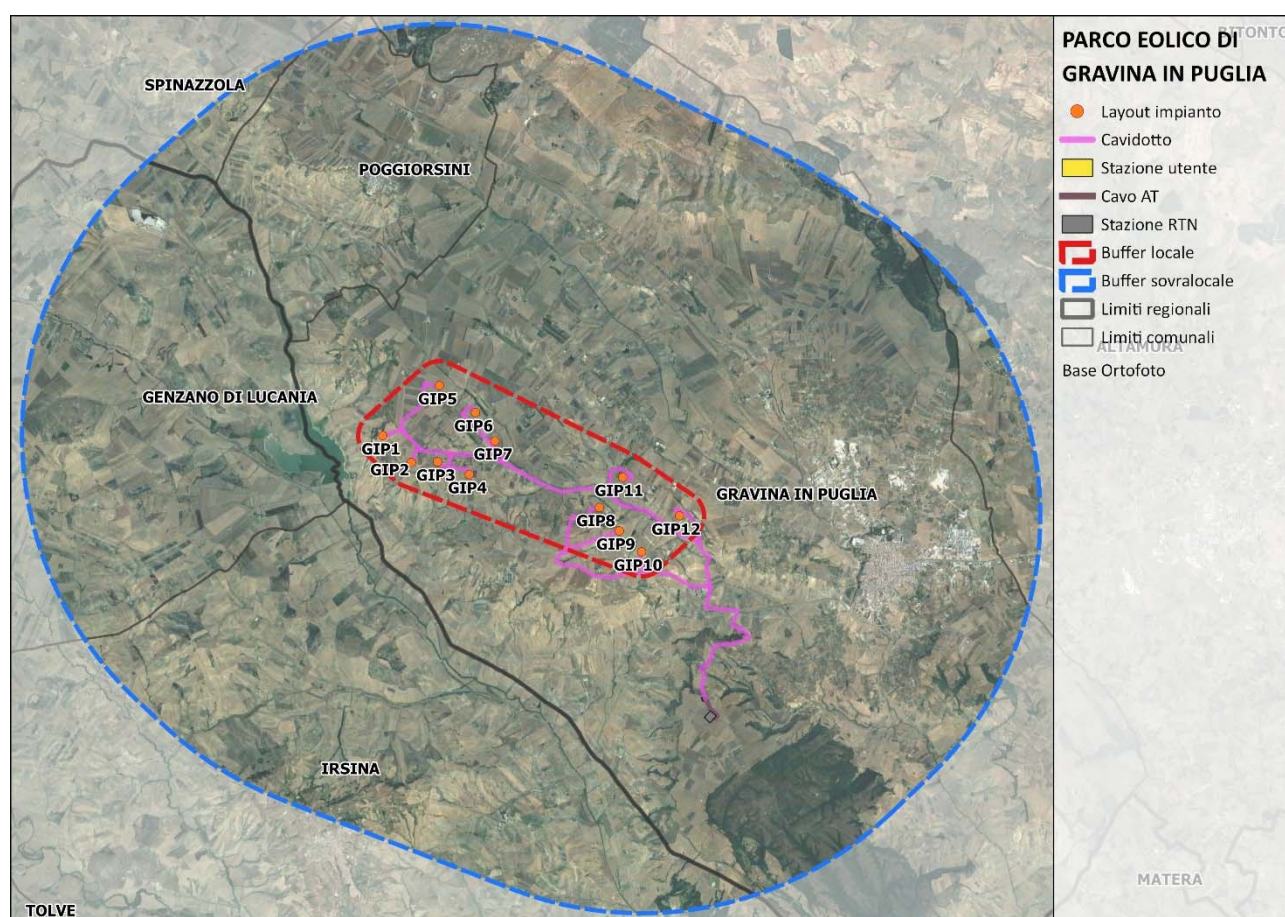 PARCO EOLICO DI
GRAVINA IN PUGLIA
Layout impianto
Cavidotto
Stazione utente
Cavo AT
Stazione RTN
Buffer locale
Buffer sovralocale
Limiti regionali
Limiti comunali
Base Ortofoto
BITONTO
ALTAMURA
MATERA
SPINAZZOLA
POGGIORSINI
GENZANO DI LUCANIA
GIP5
GIP6
GIP1
GIP7
GIP2
GIP3
GIP4
GIP11
GRAVINA IN PUGLIA
GIP8
GIP12
GIP9
GIP10
IRSINA
TOLVE